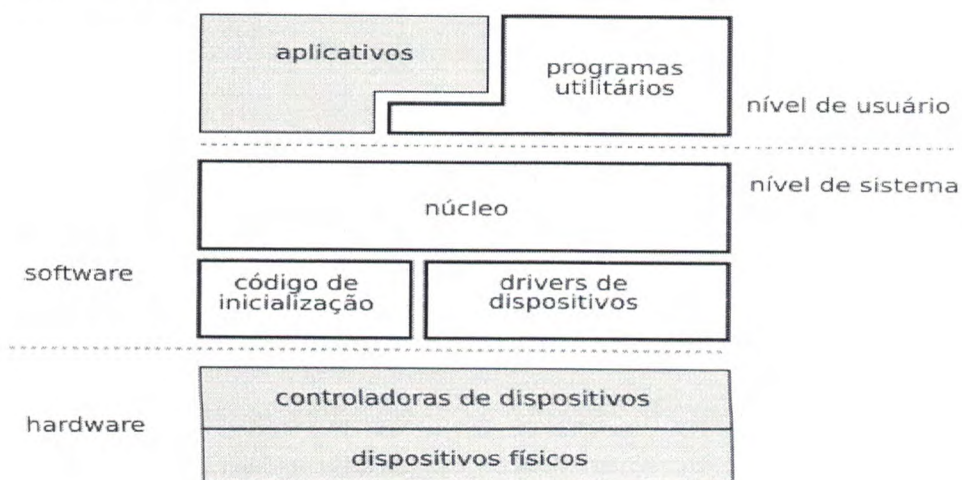 aplicativos
programas
utilitários
nível de usuário
nível de sistema
núcleo
software
código de
inicialização
drivers de
dispositivos
controladoras de dispositivos
hardware
dispositivos físicos